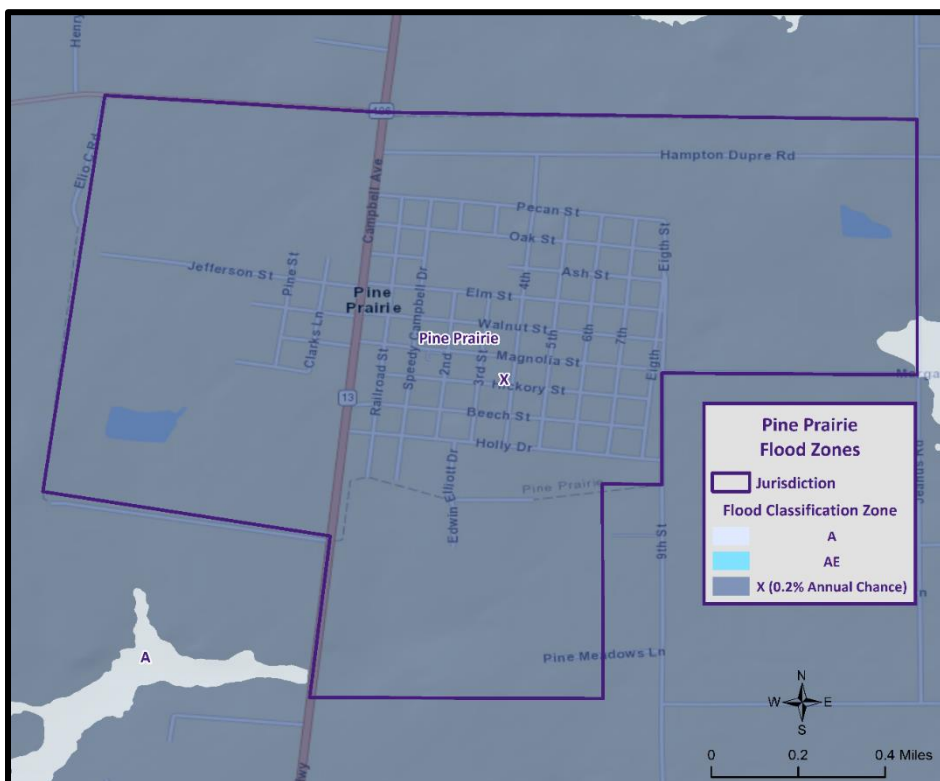 Henry
Elio C Rd
Campbell Ave
Hampton Dupre Rd
Pecan St
Oak St
Eigth St
Ash St
Jefferson St
Pine St
4th
Elm St
Pine
Prairie
Speedy Campbell Dr
Walnut St
Clarks Ln
Pine Prairie
2nd
3rd St
5th
6th
7th
Magnolia St
Eigth
X
Hickory St
Railroad St
13
Beech St
Holly Dr
Edwin Elliott Dr
Pine Prairie
9th St
Jeanus Rd
Pine Meadows Ln
A
Pine Prairie
Flood Zones
Jurisdiction
Flood Classification Zone
A
AE
X (0.2% Annual Chance)
N
W E
S
0 0.2 0.4 Miles